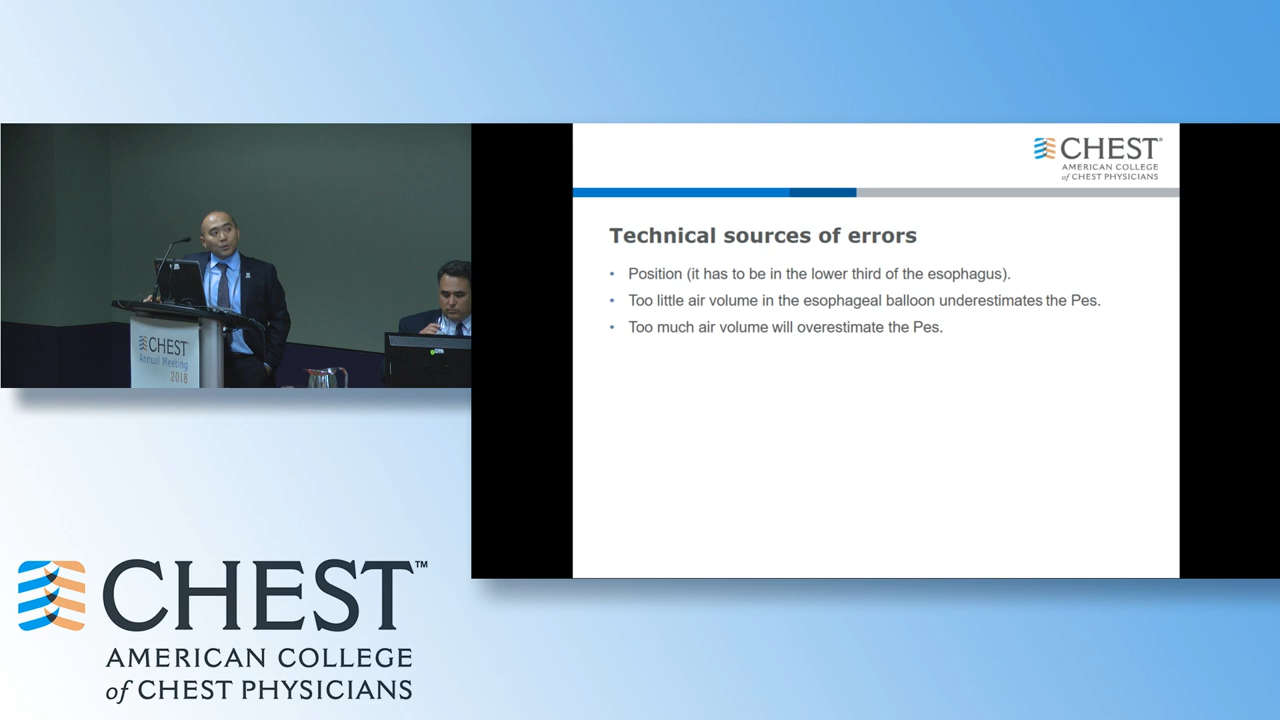 CHEST
Annual Meeting
2018
CHEST®
AMERICAN COLLEGE
of CHEST PHYSICIANS
Technical sources of errors
• Position (it has to be in the lower third of the esophagus).
• Too little air volume in the esophageal balloon underestimates the Pes.
• Too much air volume will overestimate the Pes.
CHEST™
AMERICAN COLLEGE
of CHEST PHYSICIANS